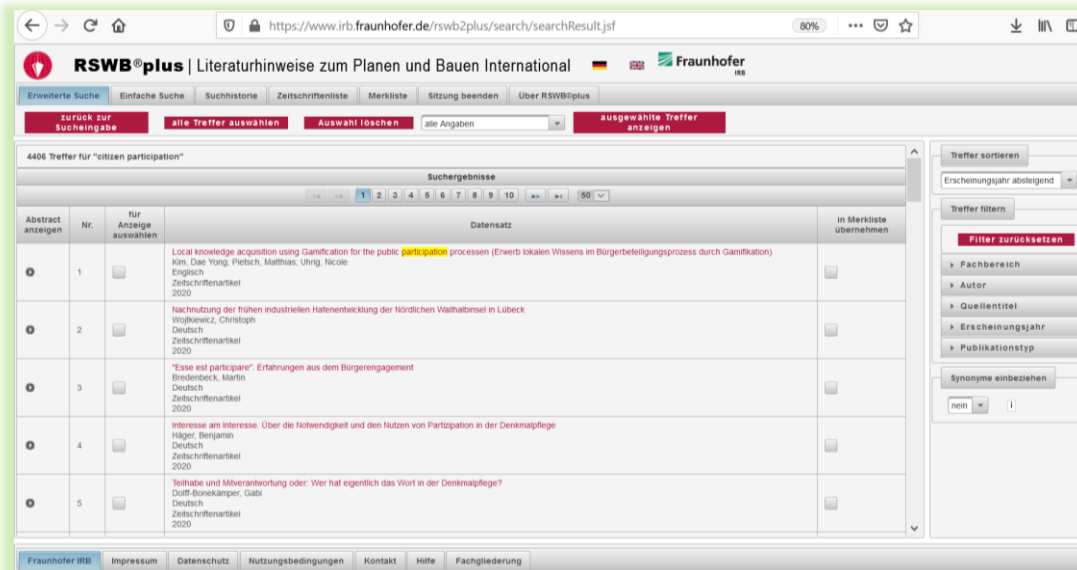 https://www.irb.fraunhofer.de/rswb2plus/search/searchResult.jsf
80%
RSWB®plus | Literaturhinweise zum Planen und Bauen International
Fraunhofer
IRB
Erweiterte Suche
Einfache Suche
Suchhistorie
Zeitschriftenliste
Merkliste
Sitzung beenden
Über RSWB®plus
zurück zur
Sucheingabe
alle Treffer auswählen
Auswahl löschen
alle Angaben
ausgewählte Treffer
anzeigen
4406 Treffer für "citizen participation"
Suchergebnisse
1 2 3 4 5 6 7 8 9 10
50
Abstract
anzeigen
Nr.
für
Anzeige
auswählen
Datensatz
in Merkliste
übernehmen
1
Local knowledge acquisition using Gamification for the public participation processen (Erwerb lokalen Wissens im Bürgerbeteiligungsprozess durch Gamifikation)
Kim, Dae Yong; Pietsch, Matthias; Uhrig, Nicole
Englisch
Zeitschriftenartikel
2020
2
Nachnutzung der frühen industriellen Hafenentwicklung der Nördlichen Wallhalbinsel in Lübeck
Wojtkiewicz, Christoph
Deutsch
Zeitschriftenartikel
2020
3
"Esse est participare". Erfahrungen aus dem Bürgerengagement
Bredenbeck, Martin
Deutsch
Zeitschriftenartikel
2020
4
Interesse am Interesse. Über die Notwendigkeit und den Nutzen von Partizipation in der Denkmalpflege
Häger, Benjamin
Deutsch
Zeitschriftenartikel
2020
5
Teilhabe und Mitverantwortung oder: Wer hat eigentlich das Wort in der Denkmalpflege?
Dolff-Bonekämper, Gabi
Deutsch
Zeitschriftenartikel
2020
Treffer sortieren
Erscheinungsjahr absteigend
Treffer filtern
Filter zurücksetzen
Fachbereich
Autor
Quellentitel
Erscheinungsjahr
Publikationstyp
Synonyme einbeziehen
nein
i
Fraunhofer IRB
Impressum
Datenschutz
Nutzungsbedingungen
Kontakt
Hilfe
Fachgliederung